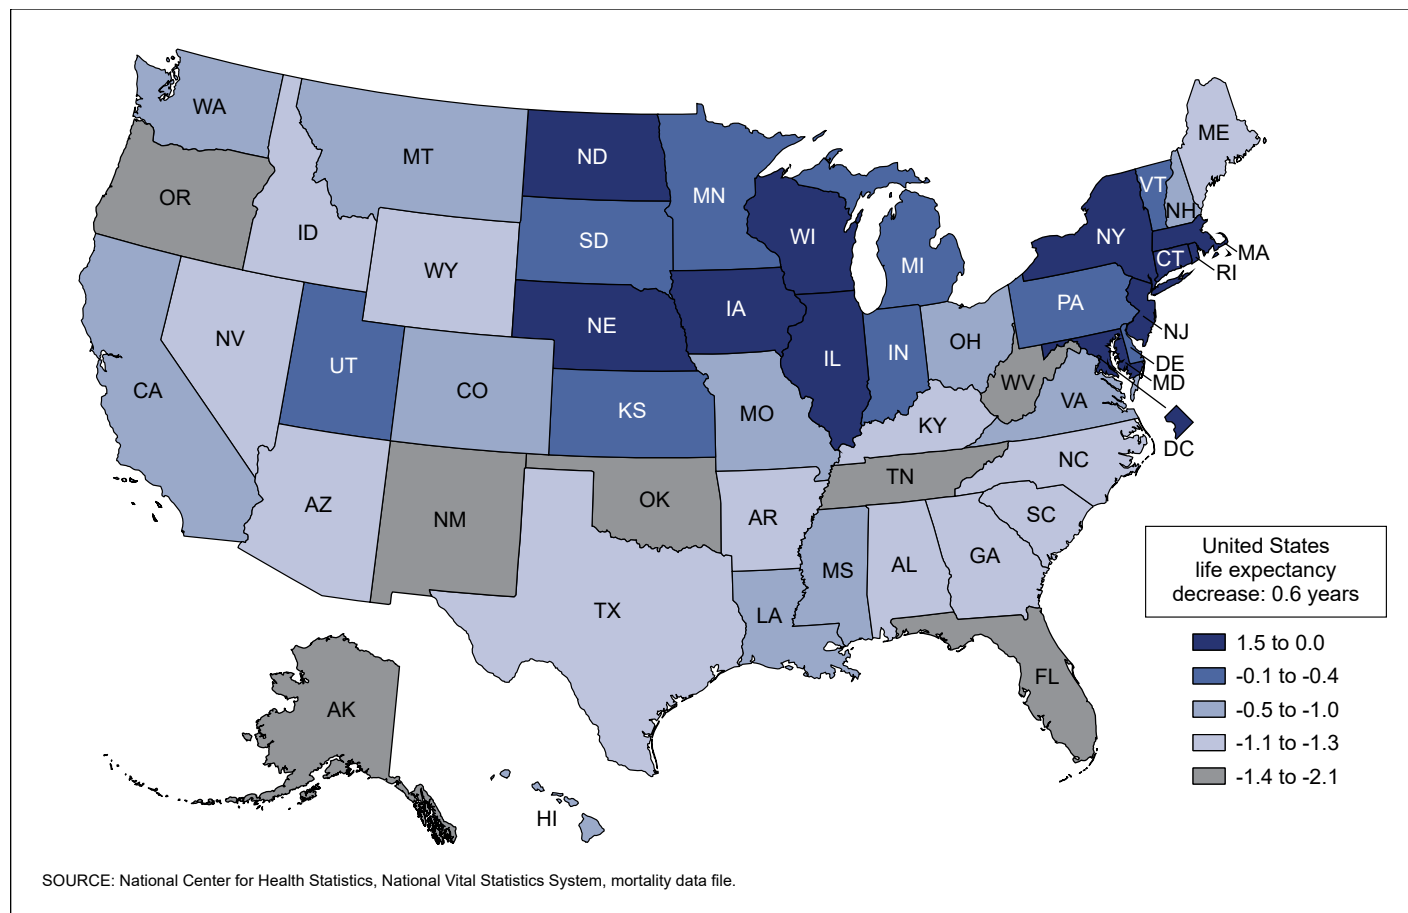 WA
MT
ND
MN
ME
OR
ID
SD
WI
MI
VT
NH
NY
MA
CT
RI
WY
NE
IA
PA
NJ
NV
UT
CO
KS
IL
IN
OH
DE
MD
WV
CA
MO
VA
KY
DC
AZ
NM
OK
TN
NC
AR
SC
MS
AL
GA
TX
LA
FL
AK
HI
United States
life expectancy
decrease: 0.6 years
1.5 to 0.0
-0.1 to -0.4
-0.5 to -1.0
-1.1 to -1.3
-1.4 to -2.1
SOURCE: National Center for Health Statistics, National Vital Statistics System, mortality data file.